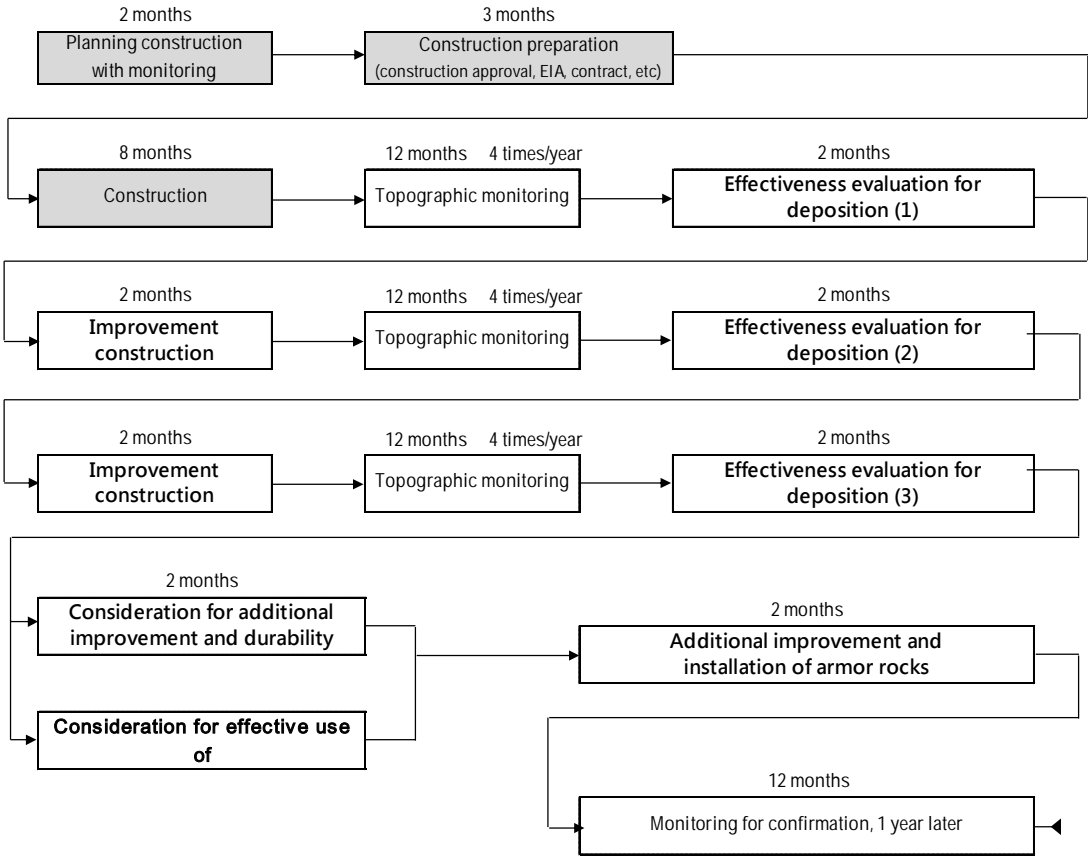 2 months
3 months
Planning construction
with monitoring
Construction preparation
(construction approval, EIA, contract, etc)
8 months
12 months 4 times/year
2 months
Construction
Topographic monitoring
Effectiveness evaluation for
deposition (1)
2 months
12 months 4 times/year
2 months
Improvement
construction
Topographic monitoring
Effectiveness evaluation for
deposition (2)
2 months
12 months 4 times/year
2 months
Improvement
construction
Topographic monitoring
Effectiveness evaluation for
deposition (3)
2 months
Consideration for additional
improvement and durability
2 months
Additional improvement and
installation of armor rocks
Consideration for effective use
of
12 months
Monitoring for confirmation, 1 year later